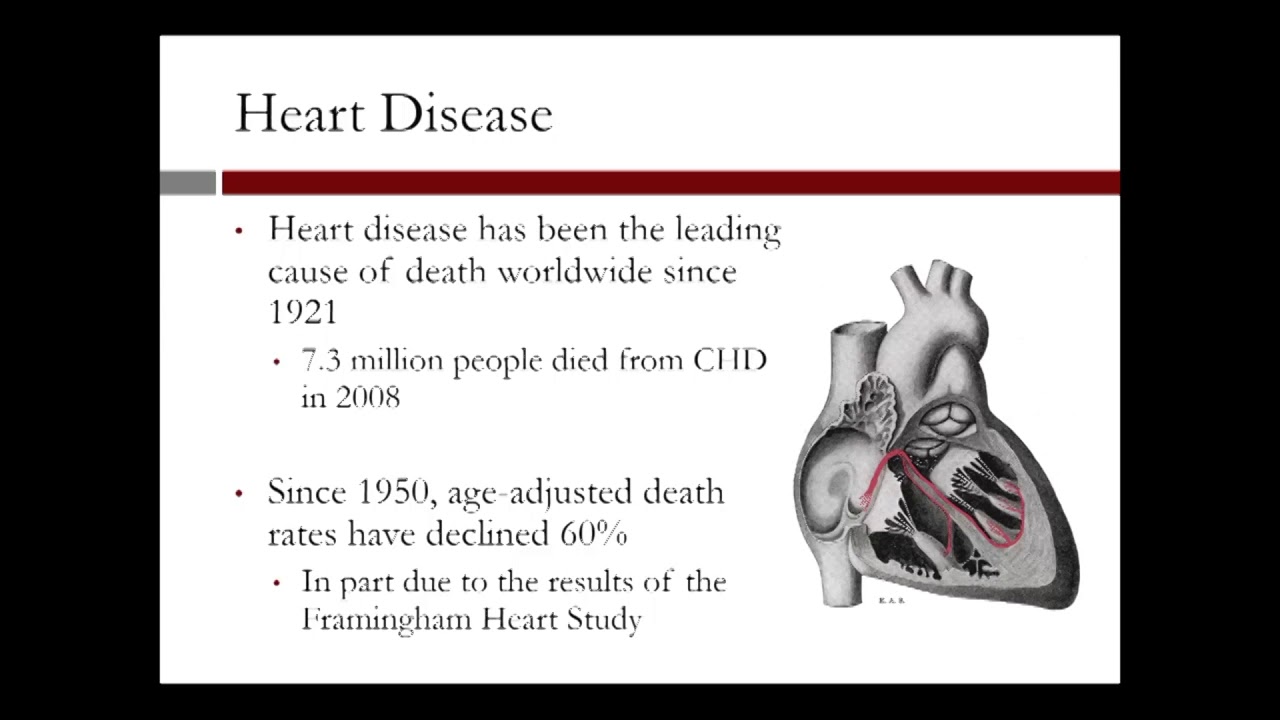 Heart Disease
• Heart disease has been the leading
cause of death worldwide since
1921
• 7.3 million people died from CHD
in 2008
• Since 1950, age-adjusted death
rates have declined 60%
• In part due to the results of the
Framingham Heart Study
E. A. S.